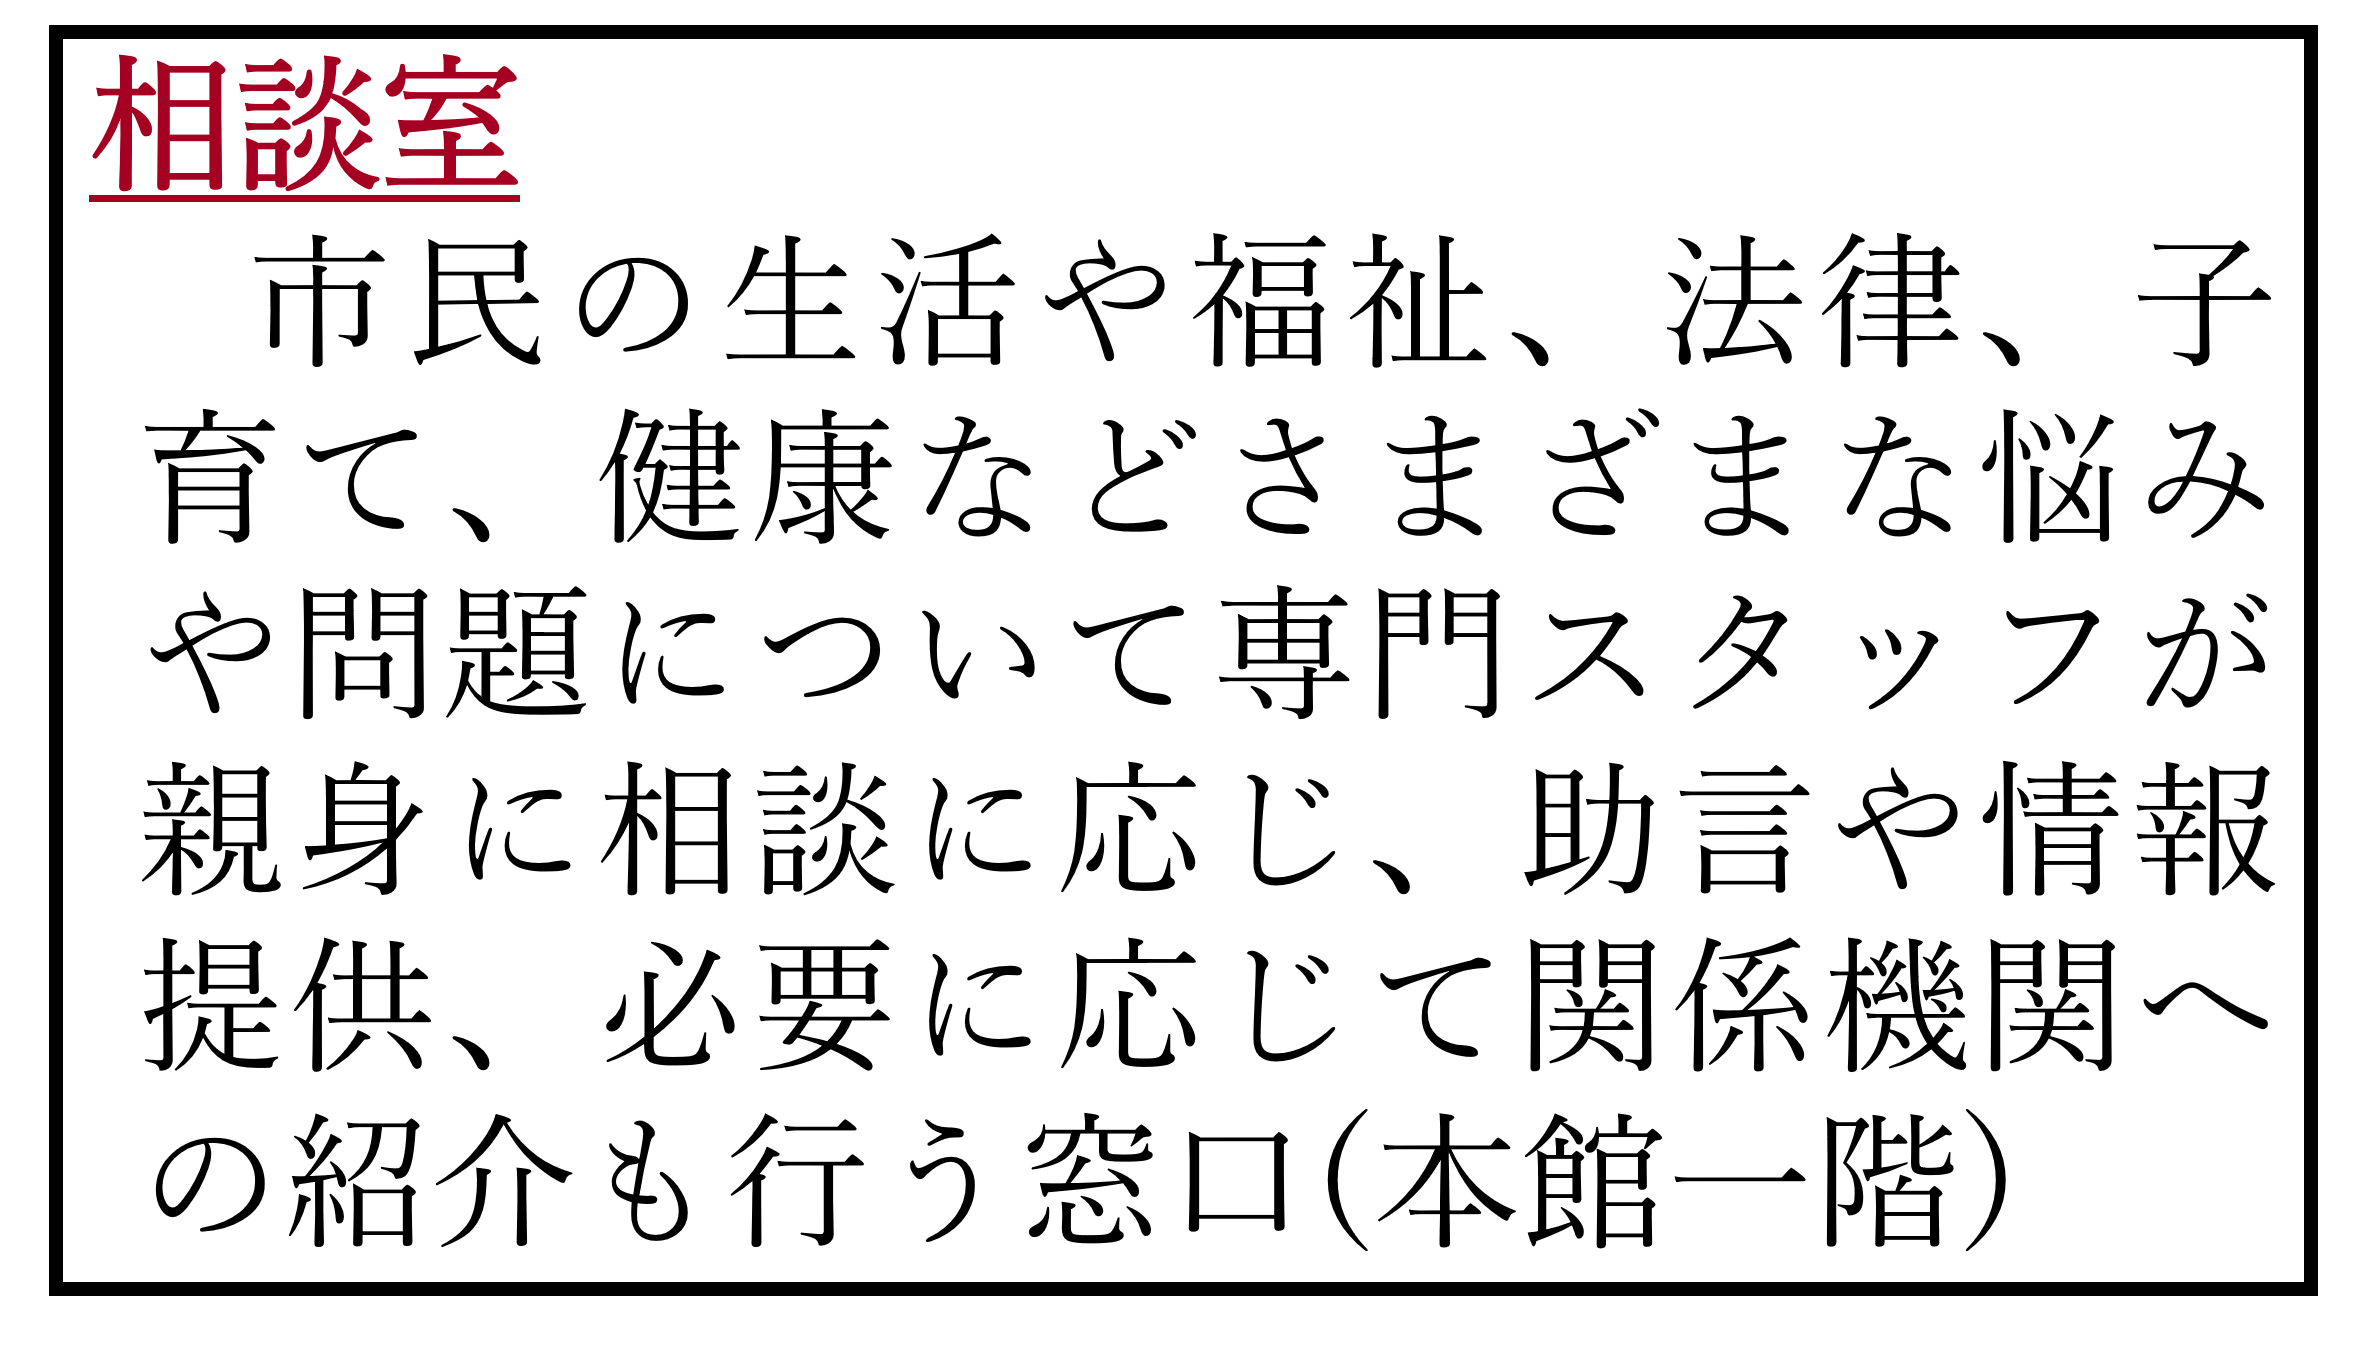 相談室
市民の生活や福祉、法律、子
育て、健康などさまざまな悩み
や問題について専門スタッフが
親身に相談に応じ、助言や情報
提供、必要に応じて関係機関へ
の紹介も行う窓口(本館一階)